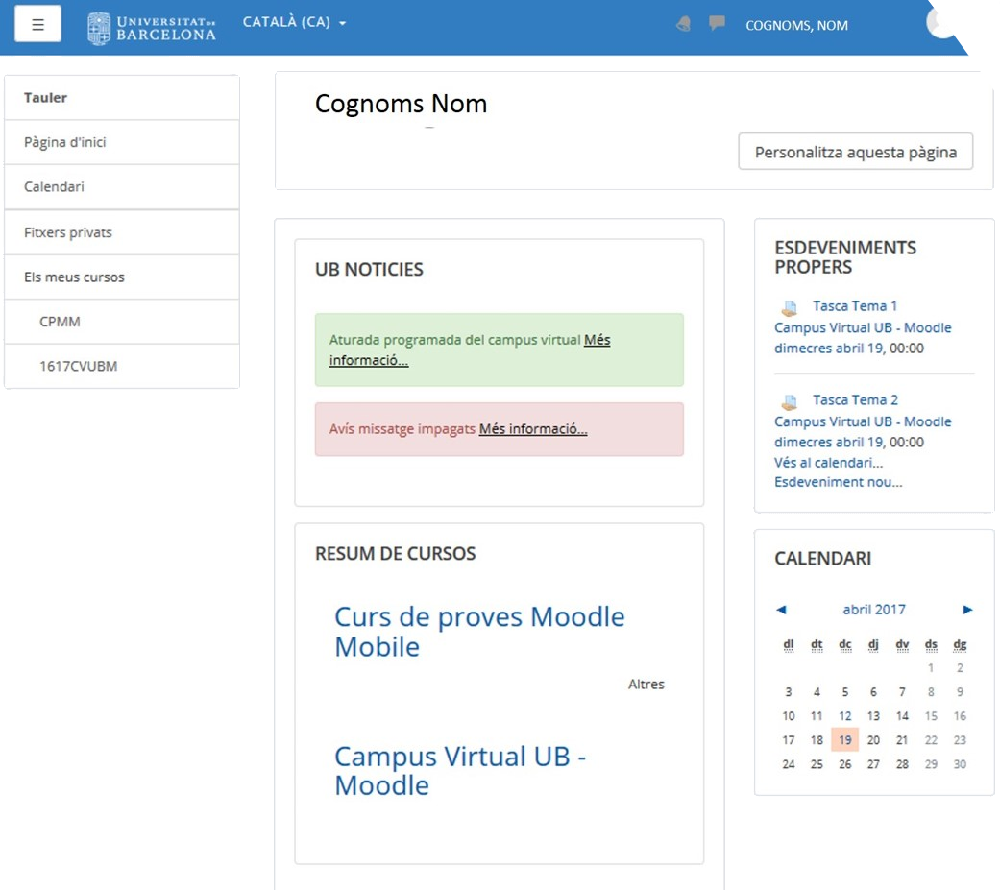 UNIVERSITAT DE
BARCELONA
CATALÀ (CA)
COGNOMS, NOM
Tauler
Pàgina d'inici
Calendari
Fitxers privats
Els meus cursos
CPMM
1617CVUBM
Cognoms Nom
Personalitza aquesta pàgina
UB NOTICIES
Aturada programada del campus virtual Més
informació...
Avís missatge impagats Més informació...
RESUM DE CURSOS
Curs de proves Moodle
Mobile
Altres
Campus Virtual UB -
Moodle
ESDEVENIMENTS
PROPERS
Tasca Tema 1
Campus Virtual UB - Moodle
dimecres abril 19, 00:00
Tasca Tema 2
Campus Virtual UB - Moodle
dimecres abril 19, 00:00
Vés al calendari...
Esdeveniment nou...
CALENDARI
◄ abril 2017 ►
dl dt dc dj dv ds dg
1 2
3 4 5 6 7 8 9
10 11 12 13 14 15 16
17 18 19 20 21 22 23
24 25 26 27 28 29 30